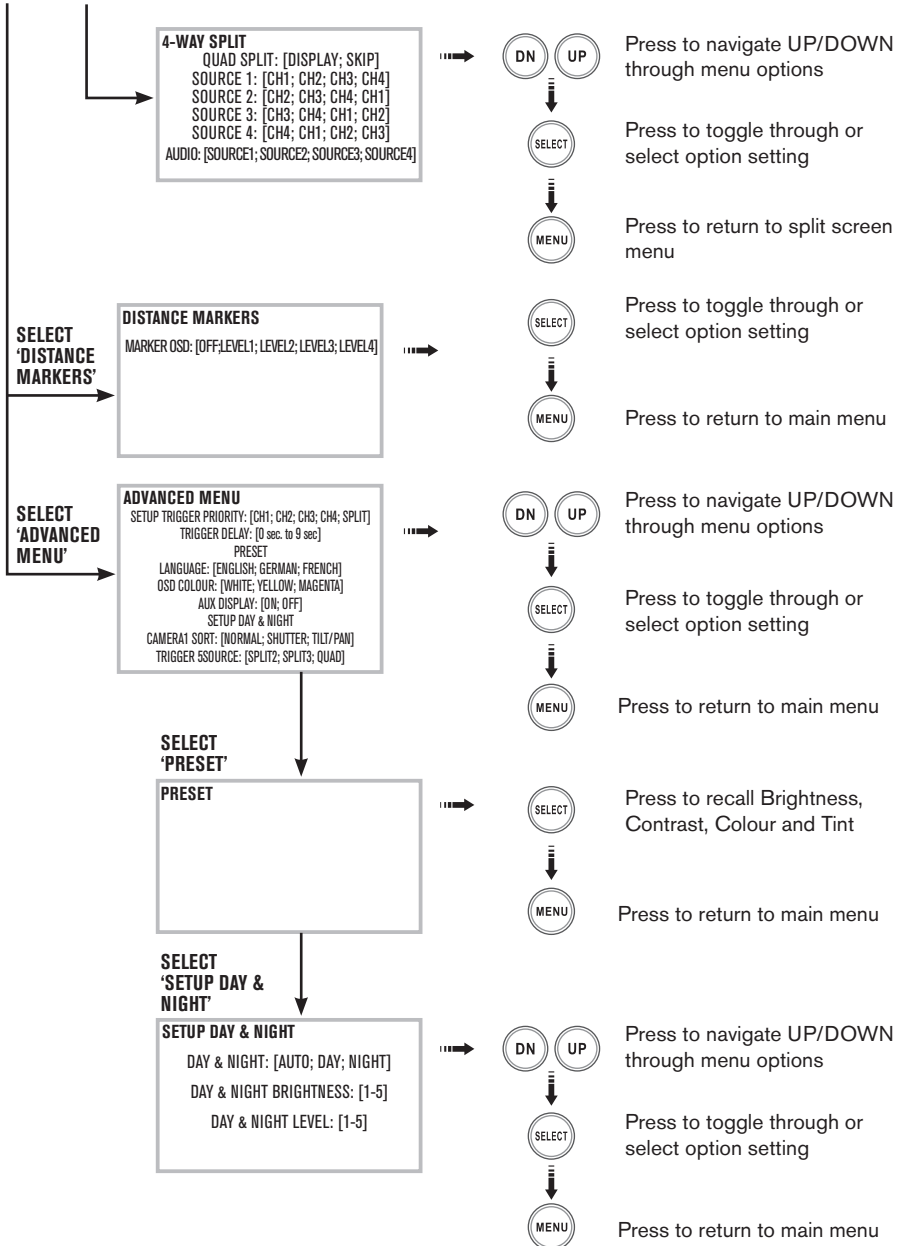 4-WAY SPLIT
QUAD SPLIT: [DISPLAY; SKIP]
SOURCE 1: [CH1; CH2; CH3; CH4]
SOURCE 2: [CH2; CH3; CH4; CH1]
SOURCE 3: [CH3; CH4; CH1; CH2]
SOURCE 4: [CH4; CH1; CH2; CH3]
AUDIO: [SOURCE1; SOURCE2; SOURCE3; SOURCE4]
DN UP
Press to navigate UP/DOWN
through menu options
SELECT
Press to toggle through or
select option setting
MENU
Press to return to split screen
menu
SELECT
‘DISTANCE
MARKERS’
DISTANCE MARKERS
MARKER OSD: [OFF;LEVEL1; LEVEL2; LEVEL3; LEVEL4]
SELECT
Press to toggle through or
select option setting
MENU
Press to return to main menu
SELECT
‘ADVANCED
MENU’
ADVANCED MENU
SETUP TRIGGER PRIORITY: [CH1; CH2; CH3; CH4; SPLIT]
TRIGGER DELAY: [0 sec. to 9 sec]
PRESET
LANGUAGE: [ENGLISH; GERMAN; FRENCH]
OSD COLOUR: [WHITE; YELLOW; MAGENTA]
AUX DISPLAY: [ON; OFF]
SETUP DAY & NIGHT
CAMERA1 SORT: [NORMAL; SHUTTER; TILT/PAN]
TRIGGER 5SOURCE: [SPLIT2; SPLIT3; QUAD]
DN UP
Press to navigate UP/DOWN
through menu options
SELECT
Press to toggle through or
select option setting
MENU
Press to return to main menu
SELECT
‘PRESET’
PRESET
SELECT
Press to recall Brightness,
Contrast, Colour and Tint
MENU
Press to return to main menu
SELECT
‘SETUP DAY &
NIGHT’
SETUP DAY & NIGHT
DAY & NIGHT: [AUTO; DAY; NIGHT]
DAY & NIGHT BRIGHTNESS: [1-5]
DAY & NIGHT LEVEL: [1-5]
DN UP
Press to navigate UP/DOWN
through menu options
SELECT
Press to toggle through or
select option setting
MENU
Press to return to main menu